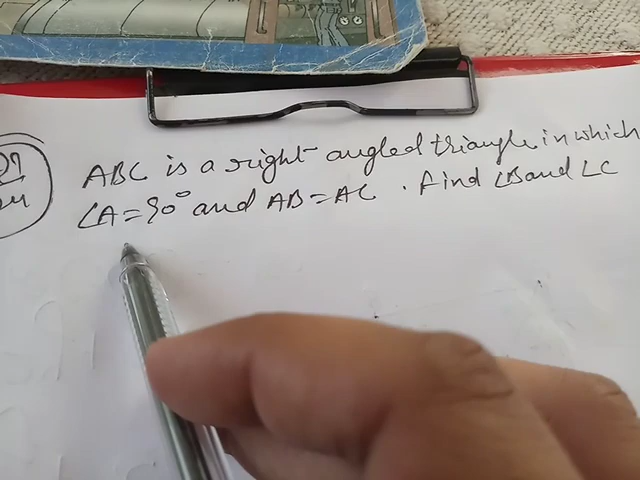 ABC is a right angled triangle in which
∠A = 90° and AB = AC . Find ∠B and ∠C